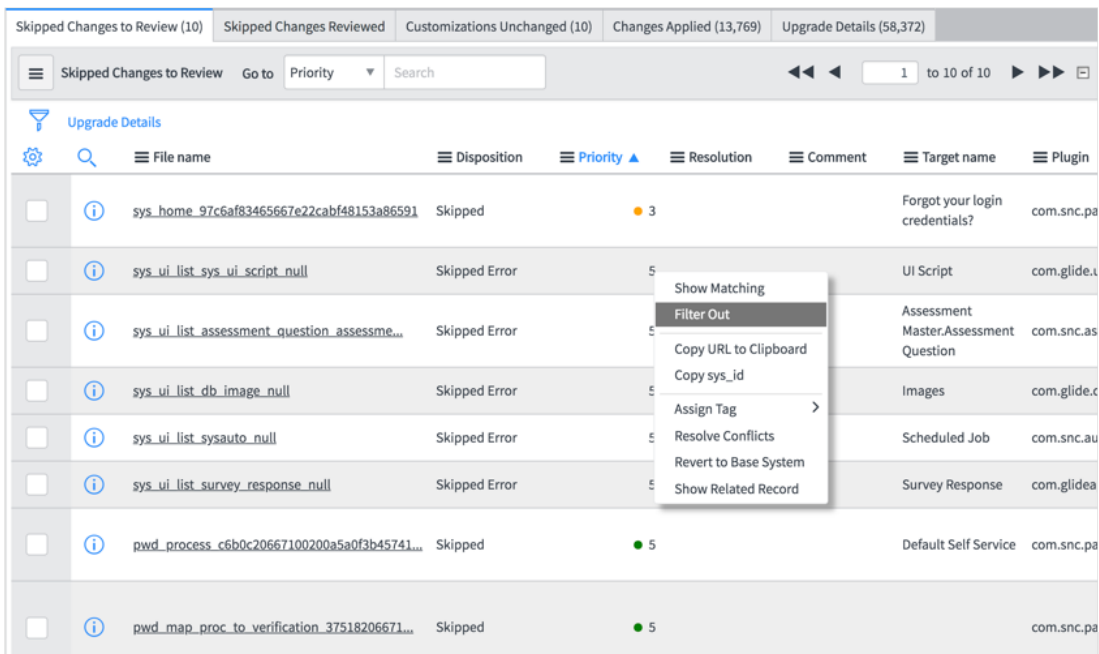 Skipped Changes to Review (10) Skipped Changes Reviewed Customizations Unchanged (10) Changes Applied (13,769) Upgrade Details (58,372)
Skipped Changes to Review Go to Priority Search 1 to 10 of 10
Upgrade Details
File name Disposition Priority Resolution Comment Target name Plugin
sys_home_97c6af83465667e22cabf48153a86591 Skipped 3 Forgot your login credentials? com.snc.pa
sys_ui_list_sys_ui_script_null Skipped Error 5 UI Script com.glide.u
Show Matching
Filter Out
sys_ui_list_assessment_question_assessme... Skipped Error 5 Assessment Master.Assessment Question com.snc.as
Copy URL to Clipboard
Copy sys_id
sys_ui_list_db_image_null Skipped Error 5 Images com.glide.c
Assign Tag
sys_ui_list_sysauto_null Skipped Error 5 Scheduled Job com.snc.au
Resolve Conflicts
Revert to Base System
sys_ui_list_survey_response_null Skipped Error 5 Survey Response com.glidea
Show Related Record
pwd_process_c6b0c20667100200a5a0f3b45741... Skipped 5 Default Self Service com.snc.pa
pwd_map_proc_to_verification_37518206671... Skipped 5 com.snc.pa